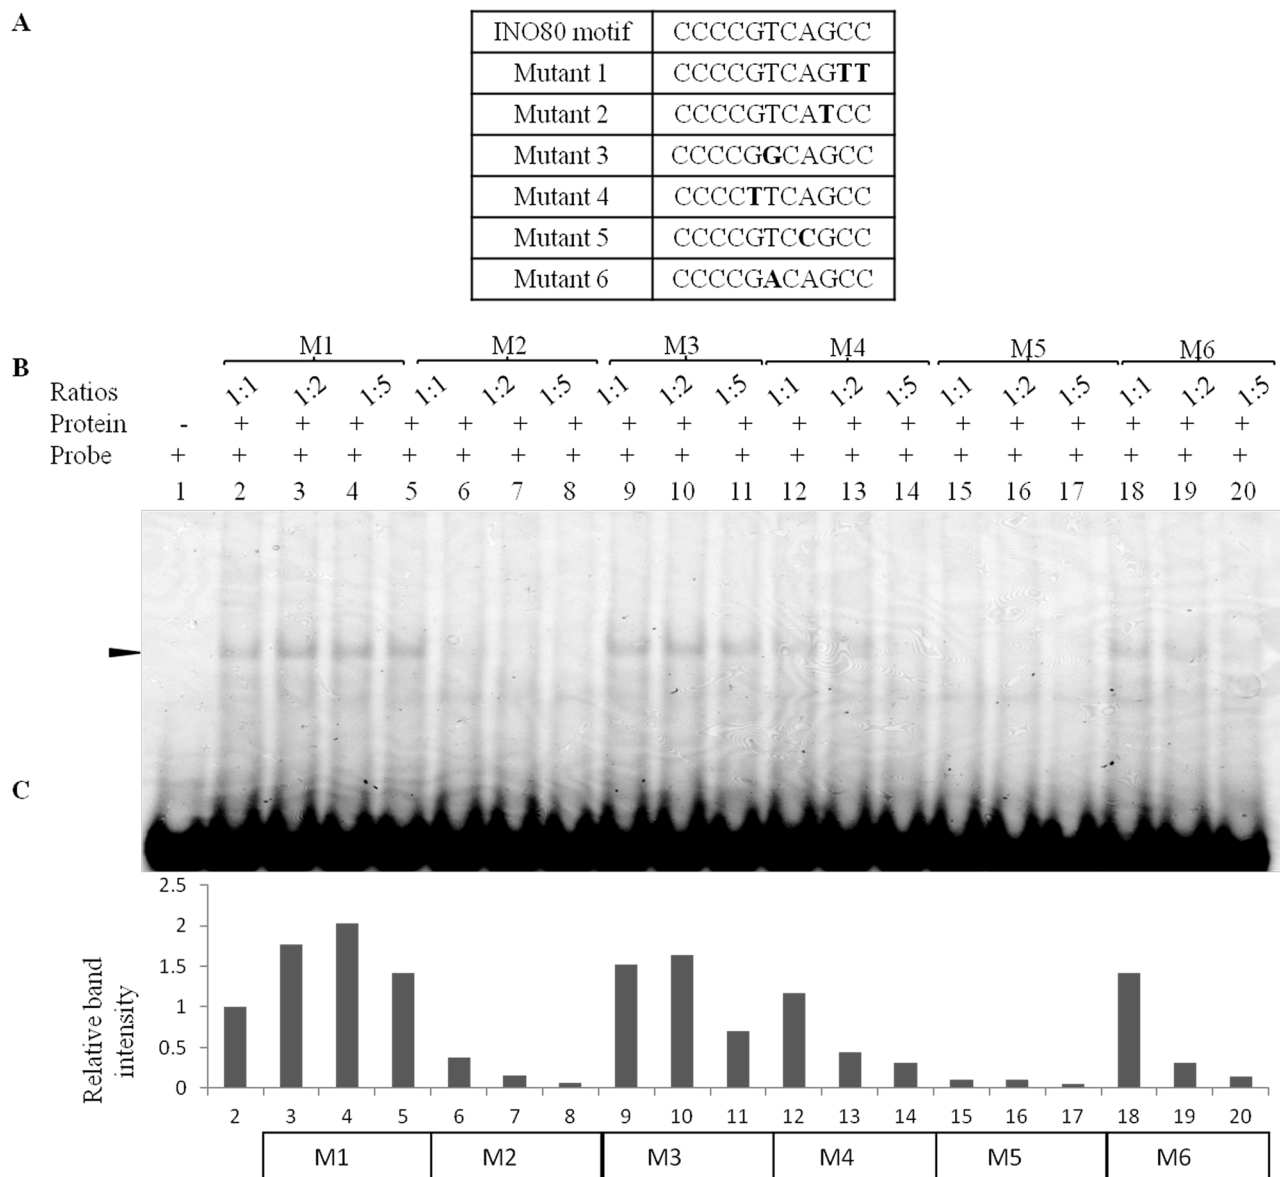 A
INO80 motif CCCCGTCAGCC
Mutant 1 CCCCGTCAGTT
Mutant 2 CCCCGTCATCC
Mutant 3 CCCCGGCAGCC
Mutant 4 CCCCTTCAGCC
Mutant 5 CCCCGTCCGCC
Mutant 6 CCCCGACAGCC
M1 M2 M3 M4 M5 M6
B
Ratios 1:1 1:2 1:5 1:1 1:2 1:5 1:1 1:2 1:5 1:1 1:2 1:5 1:1 1:2 1:5 1:1 1:2 1:5
Protein - + + + + + + + + + + + + + + + + + + +
Probe + + + + + + + + + + + + + + + + + + + +
1 2 3 4 5 6 7 8 9 10 11 12 13 14 15 16 17 18 19 20
C
Relative band
intensity
2.5
2
1.5
1
0.5
0
2 3 4 5 6 7 8 9 10 11 12 13 14 15 16 17 18 19 20
M1 M2 M3 M4 M5 M6